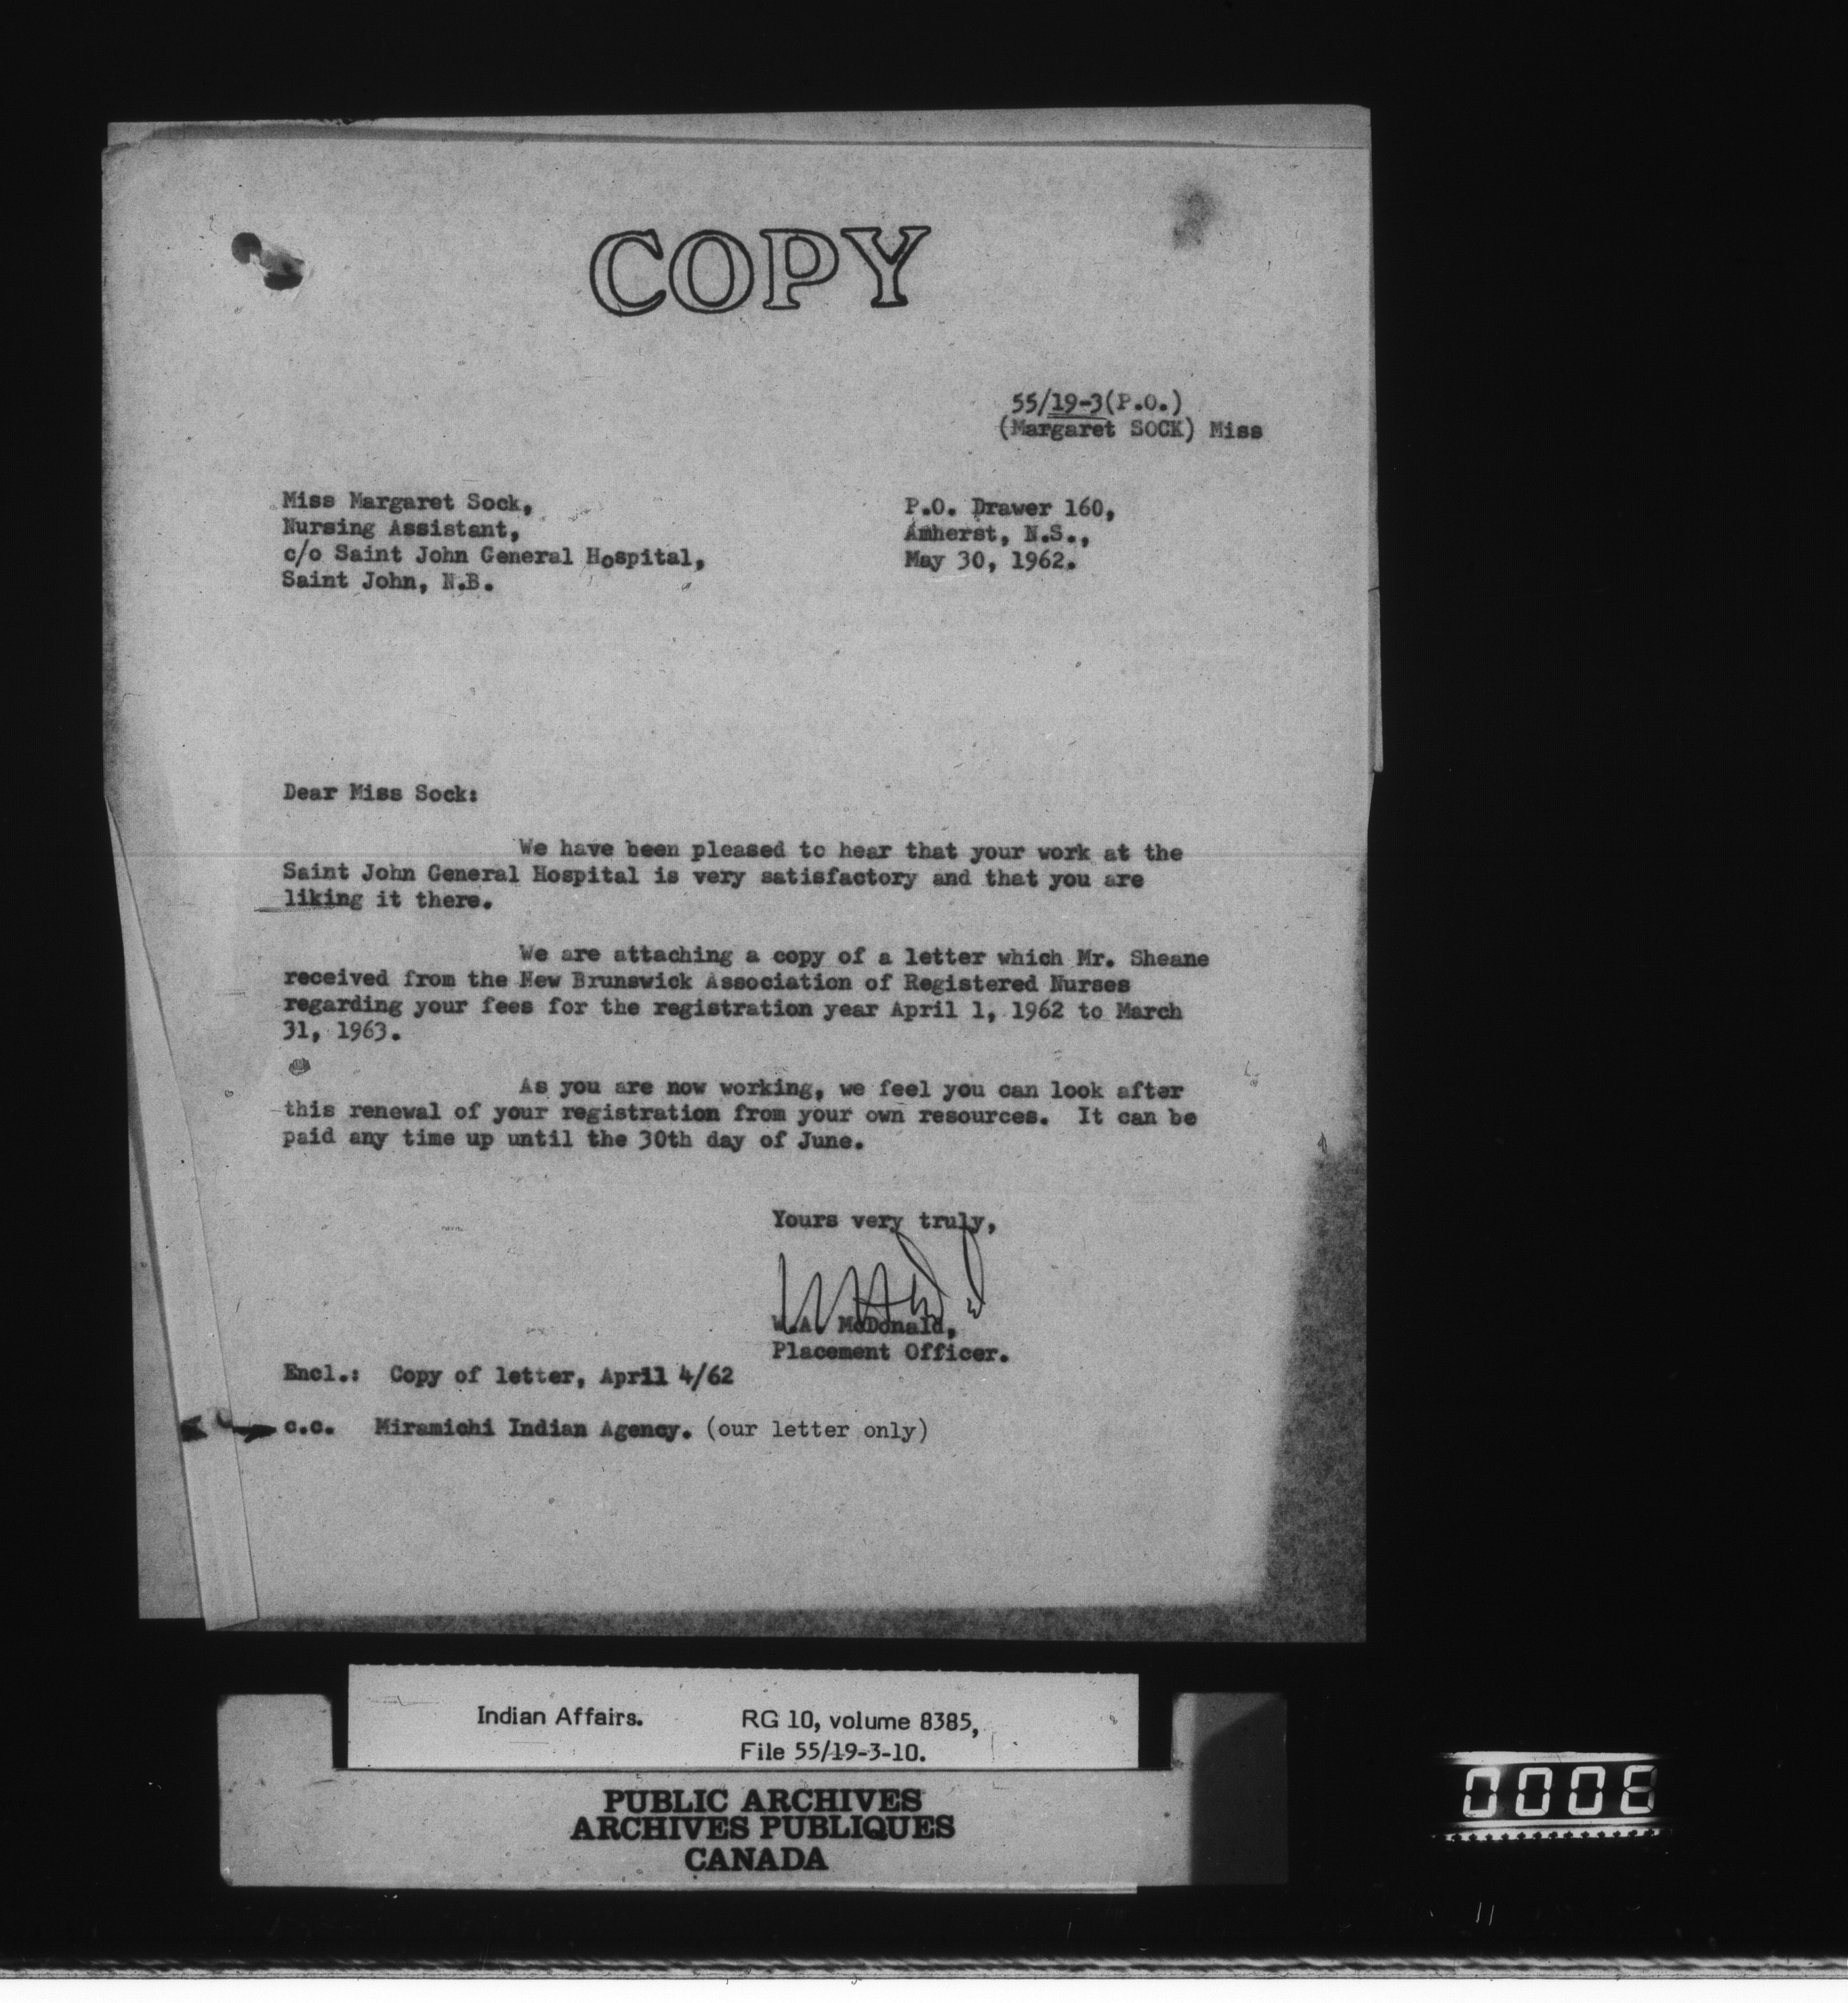 COPY
55/19-3(P.O.)
(Margaret SOCK) Miss
Miss Margaret Sock,
Nursing Assistant,
c/o Saint John General Hospital,
Saint John, N.B.
P.O. Drawer 160,
Amherst, N.S.,
May 30, 1962.
Dear Miss Sock:
We have been pleased to hear that your work at the
Saint John General Hospital is very satisfactory and that you are
liking it there.
We are attaching a copy of a letter which Mr. Sheane
received from the New Brunswick Association of Registered Nurses
regarding your fees for the registration year April 1, 1962 to March
31, 1963.
As you are now working, we feel you can look after
this renewal of your registration from your own resources. It can be
paid any time up until the 30th day of June.
Yours very truly,
W.A. McDonald,
Placement Officer.
Encl.: Copy of letter, April 4/62
c.c. Miramichi Indian Agency. (our letter only)
Indian Affairs. RG 10, volume 8385,
File 55/19-3-10.
PUBLIC ARCHIVES
ARCHIVES PUBLIQUES
CANADA